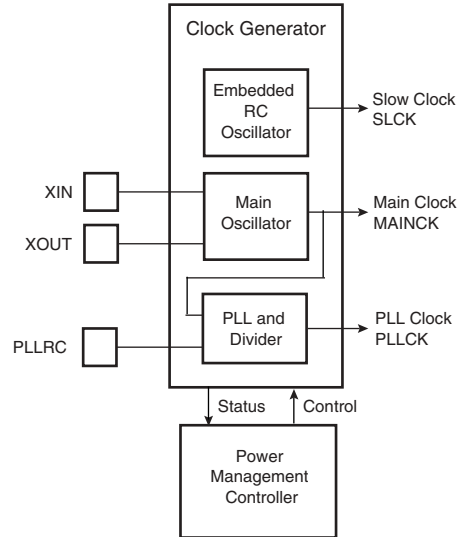 Clock Generator
Embedded
RC
Oscillator
Slow Clock
SLCK
XIN
Main
Oscillator
Main Clock
MAINCK
XOUT
PLL and
Divider
PLL Clock
PLLCK
PLLRC
Status
Control
Power
Management
Controller